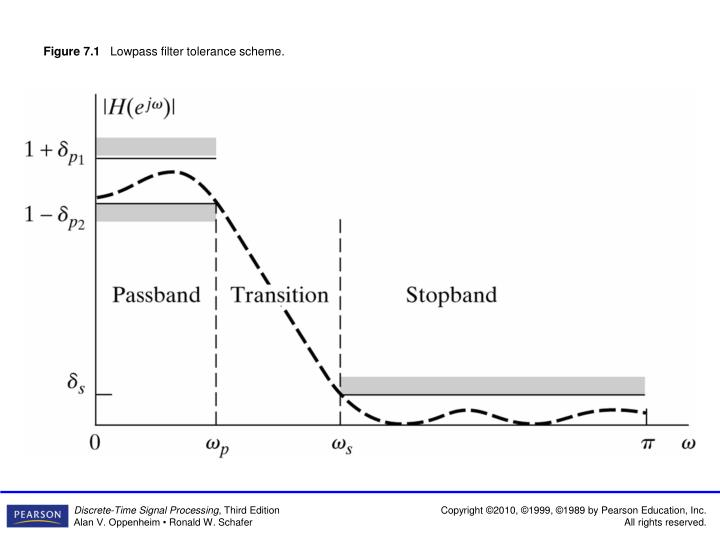 Figure 7.1 Lowpass filter tolerance scheme.
|H(e^{jω})|
1 + δ_{p1}
1 − δ_{p2}
Passband Transition Stopband
δ_s
0 ω_p ω_s π ω
PEARSON
Discrete-Time Signal Processing, Third Edition
Alan V. Oppenheim • Ronald W. Schafer
Copyright ©2010, ©1999, ©1989 by Pearson Education, Inc.
All rights reserved.